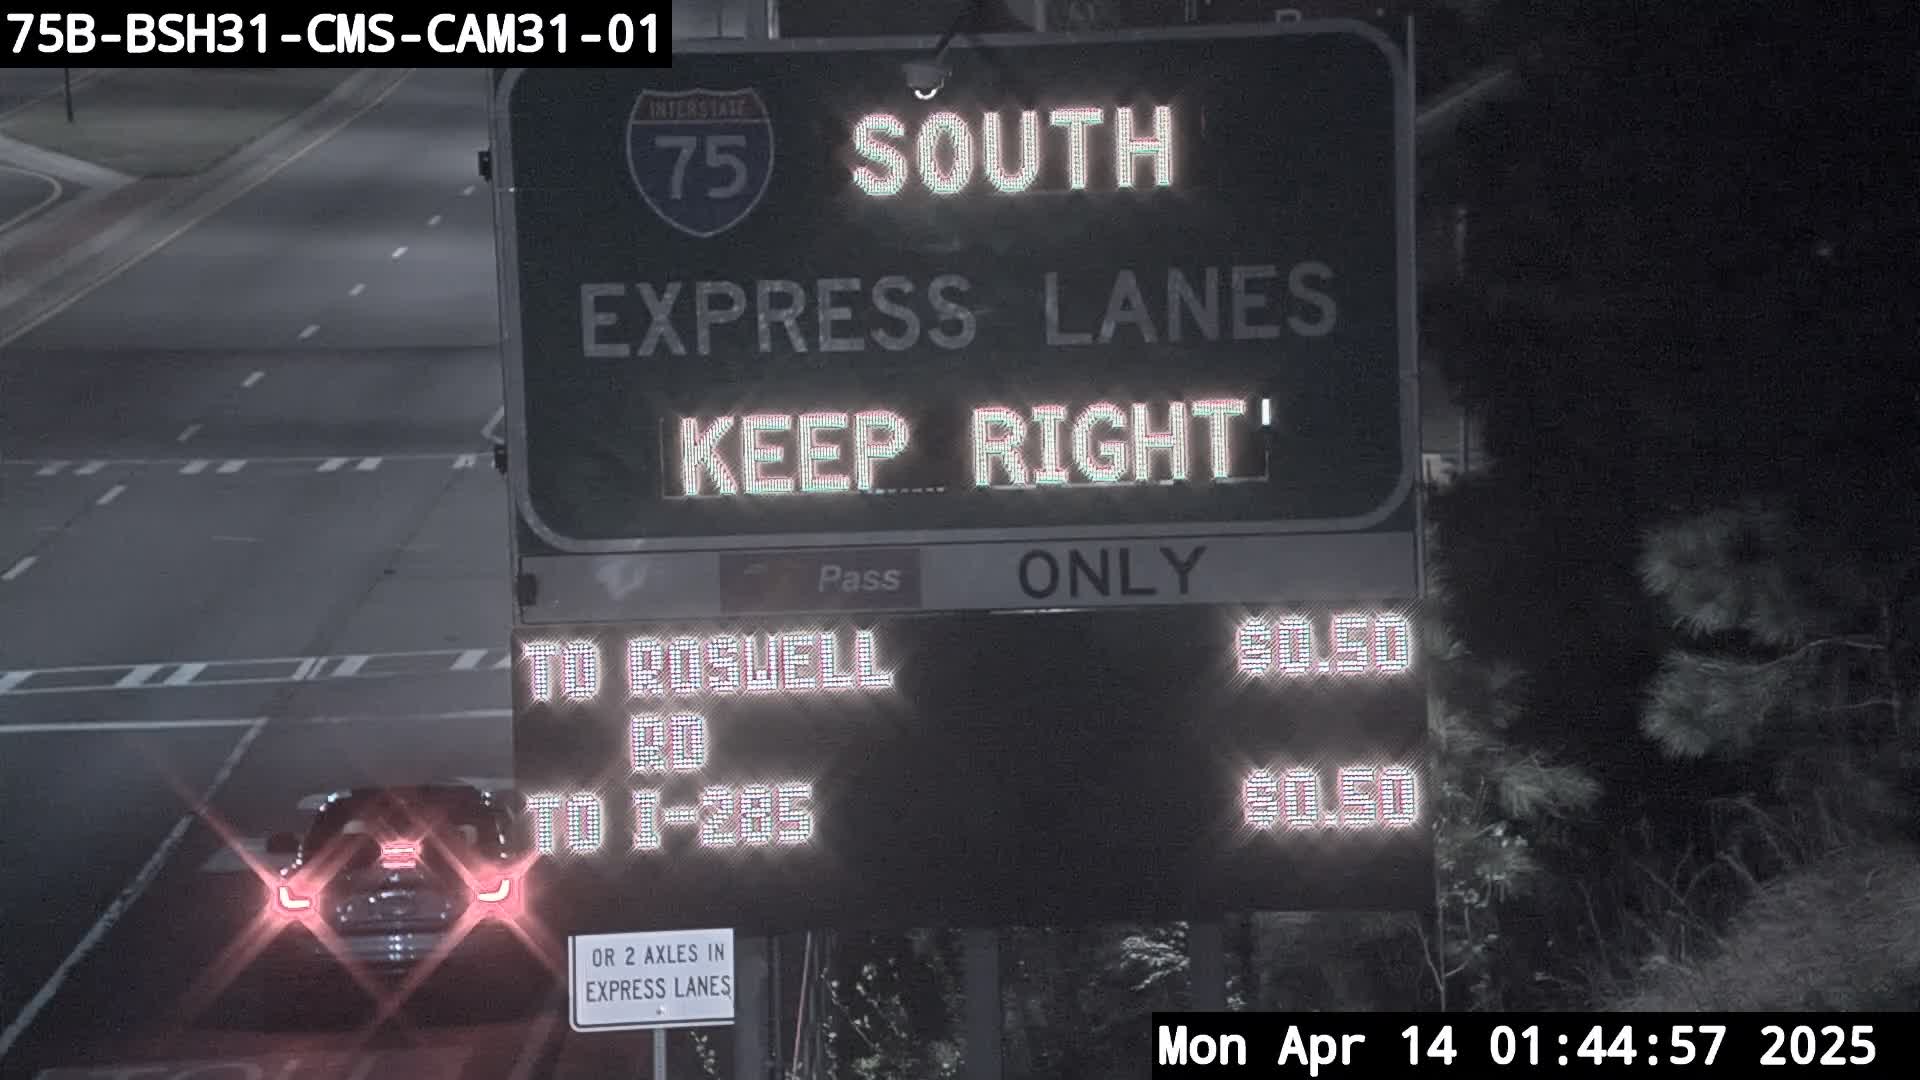 75B-BSH31-CMS-CAM31-01
INTERSTATE
75
SOUTH
EXPRESS LANES
KEEP RIGHT
Pass ONLY
TO ROSWELL $0.50
RD
TO I-285 $0.50
OR 2 AXLES IN
EXPRESS LANES
Mon Apr 14 01:44:57 2025